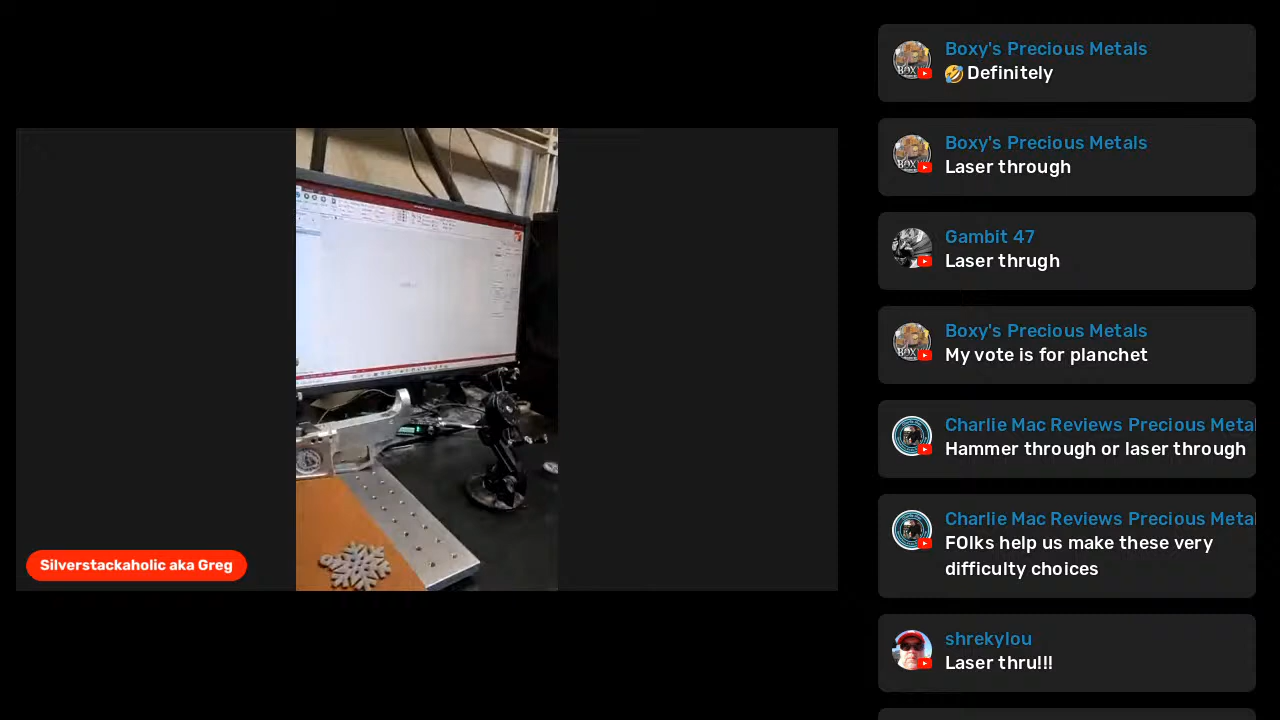 Boxy's Precious Metals
🤣Definitely
Boxy's Precious Metals
Laser through
Gambit 47
Laser thrugh
Boxy's Precious Metals
My vote is for planchet
Charlie Mac Reviews Precious Metal
Hammer through or laser through
Charlie Mac Reviews Precious Metal
FOlks help us make these very
difficulty choices
shrekylou
Laser thru!!!
Silverstackaholic aka Greg